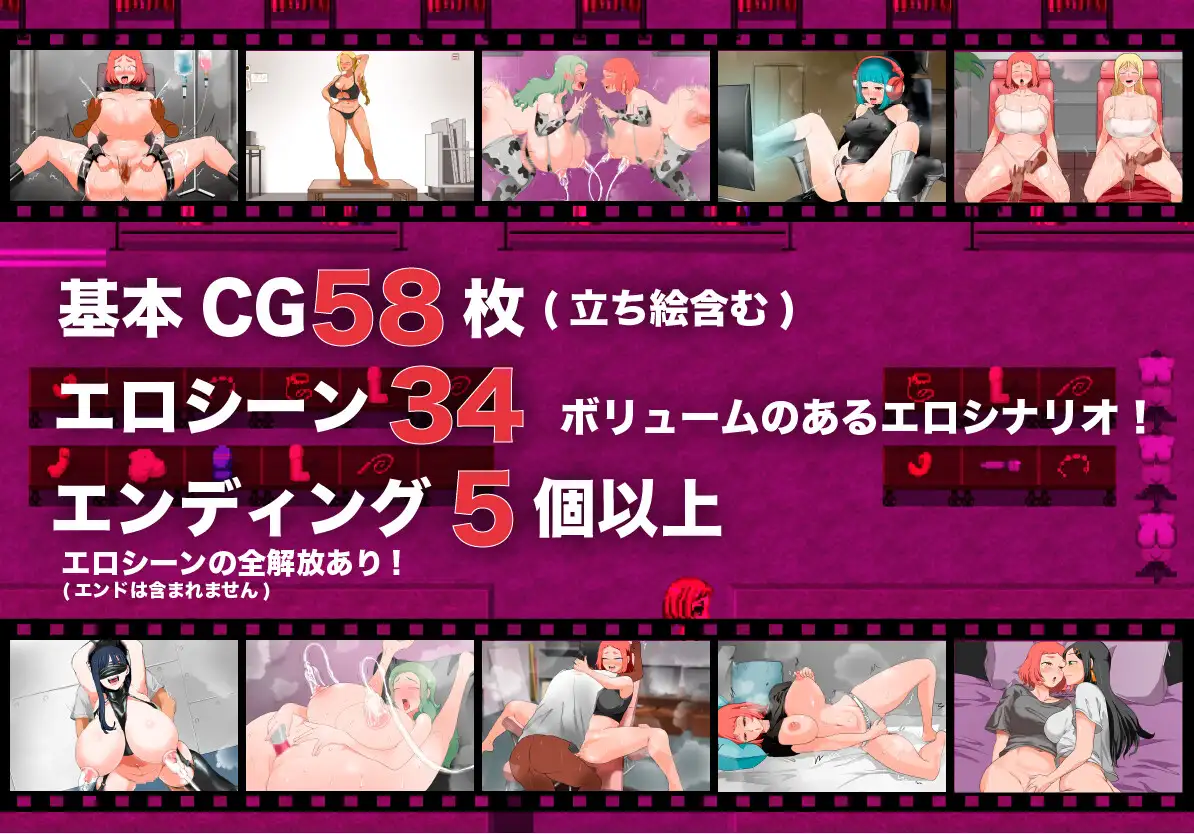 基本CG58枚(立ち絵含む)
エロシーン34 ボリュームのあるエロシナリオ!
エンディング5個以上
エロシーンの全解放あり!
(エンドは含まれません)